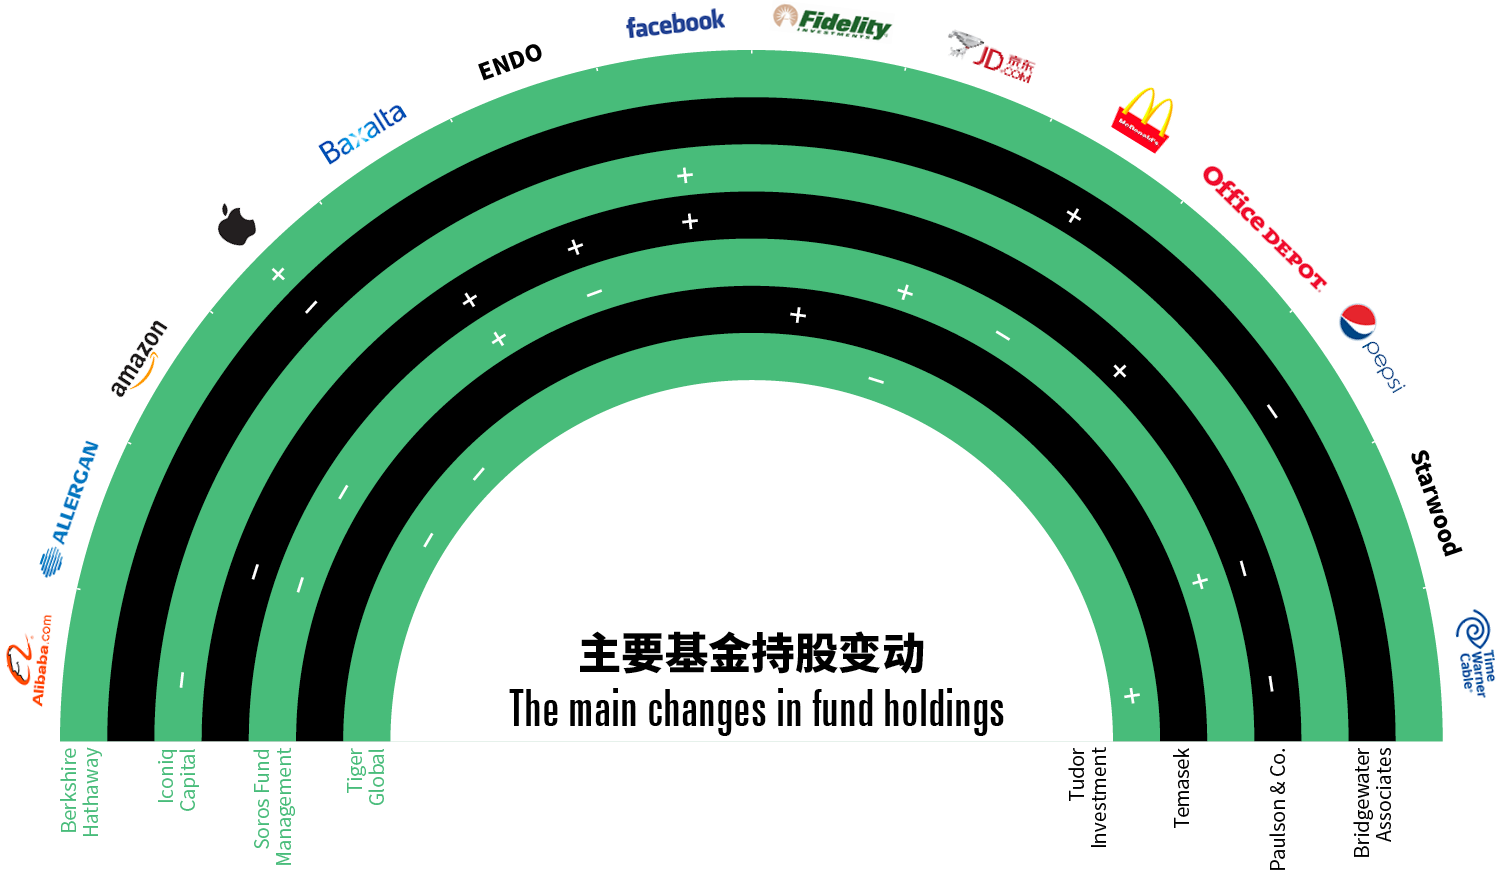 facebook
Fidelity
INVESTMENTS
JD 京东
.COM
ENDO
McDonald's
Baxalta
Office DEPOT
amazon
pepsi
ALLERGAN
Starwood
Alibaba.com
Time
Warner
Cable
主要基金持股变动
The main changes in fund holdings
Berkshire
Hathaway
Iconiq
Capital
Soros Fund
Management
Tiger
Global
Tudor
Investment
Temasek
Paulson & Co.
Bridgewater
Associates